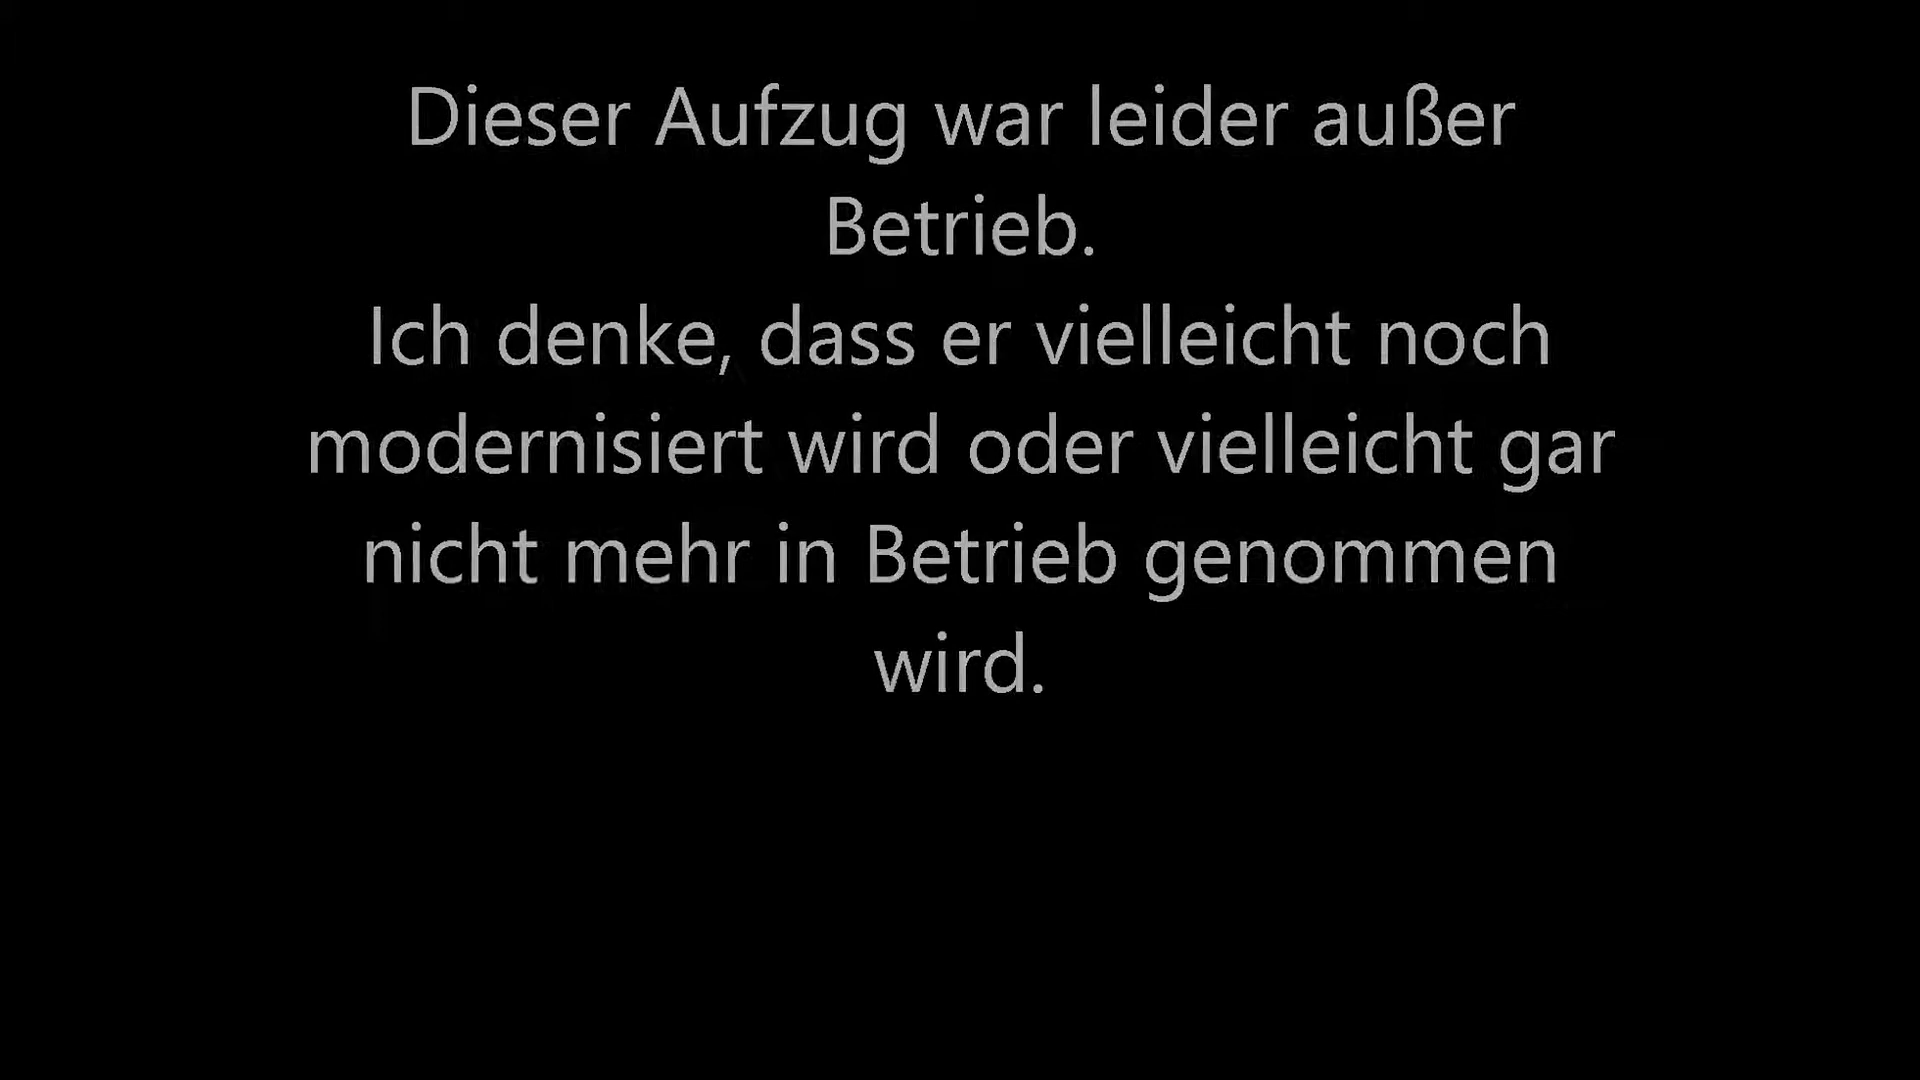 Dieser Aufzug war leider außer
Betrieb.
Ich denke, dass er vielleicht noch
modernisiert wird oder vielleicht gar
nicht mehr in Betrieb genommen
wird.